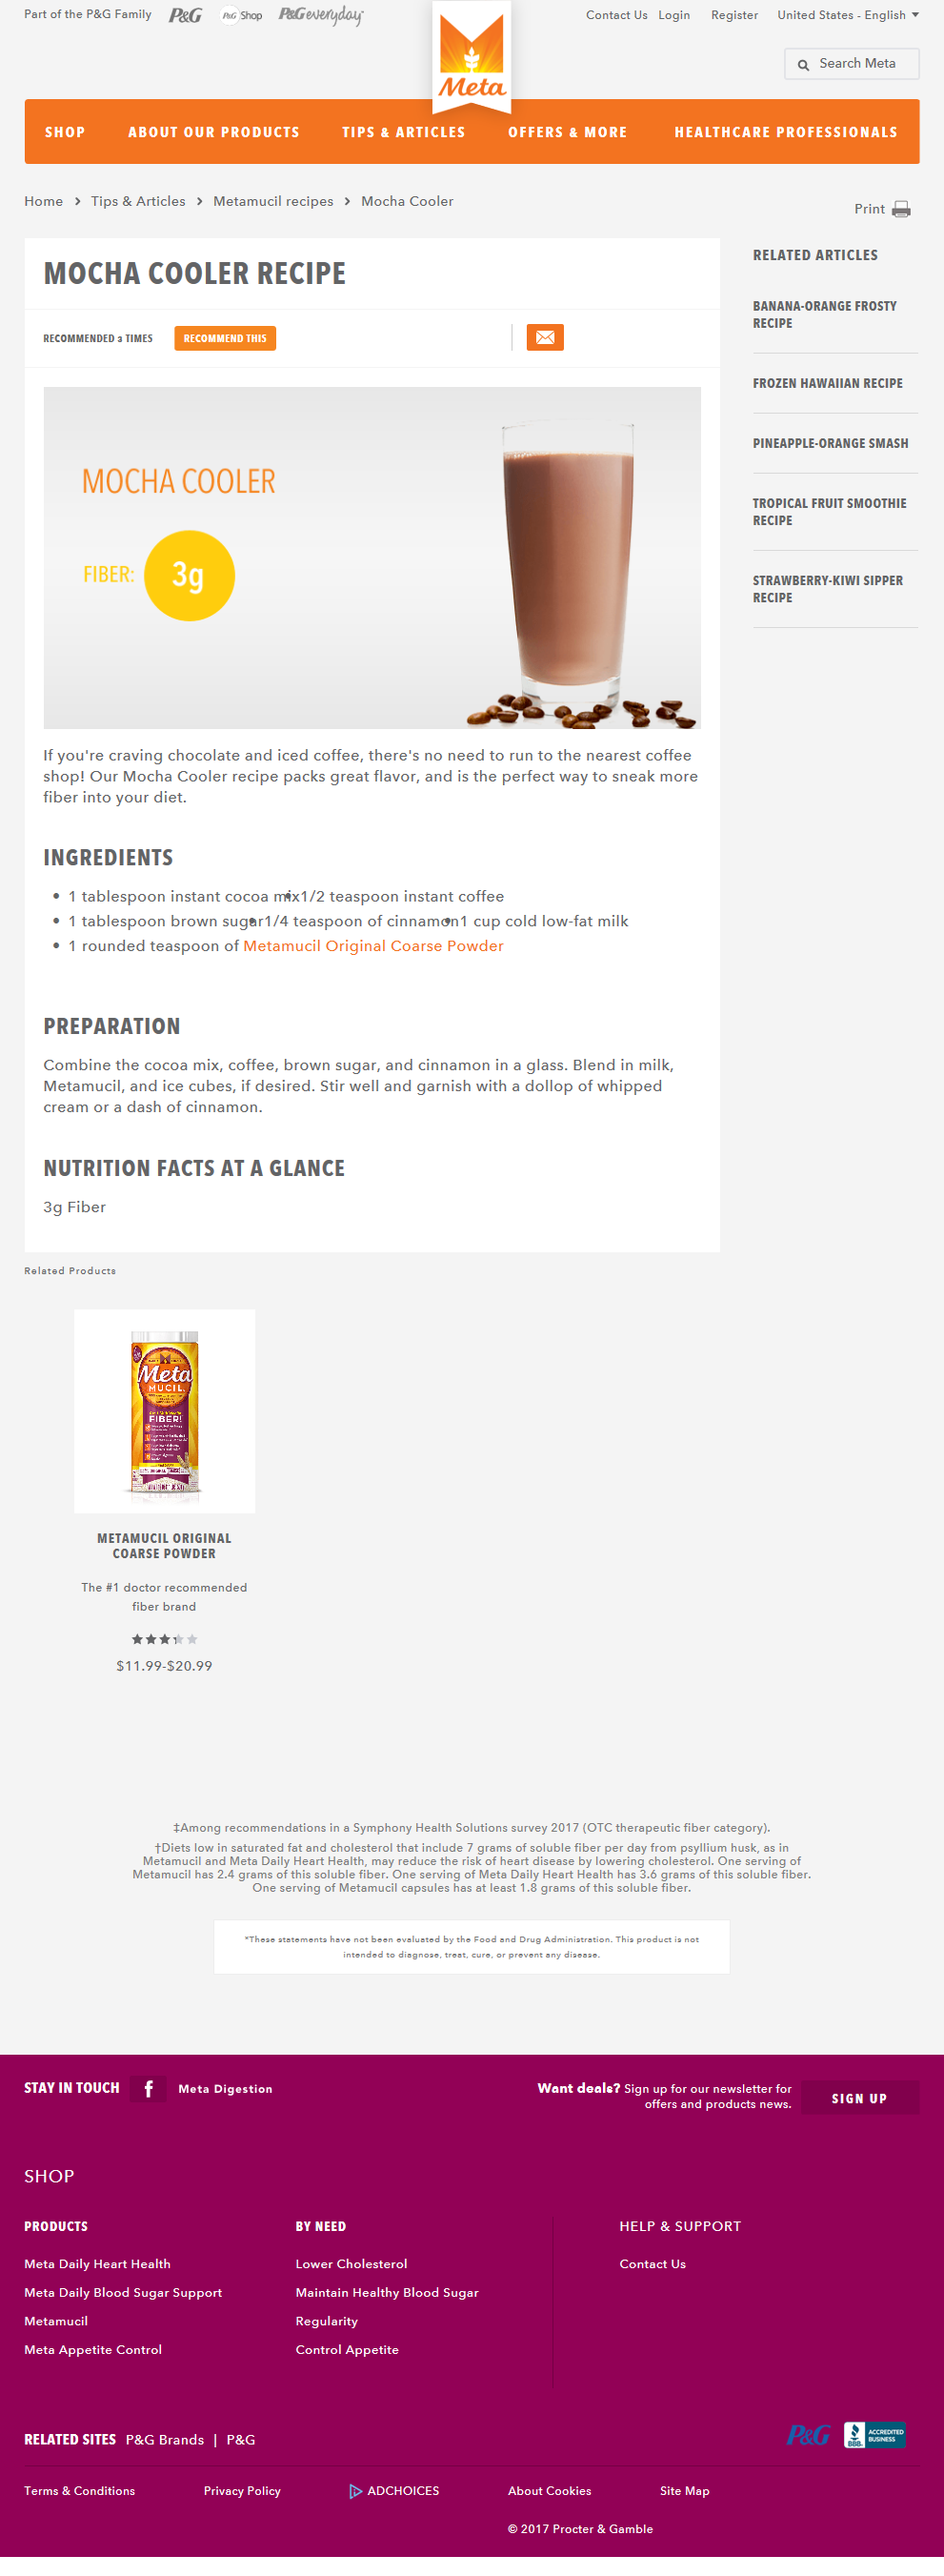 Part of the P&G Family P&G P&G Shop P&G everyday
Contact Us Login Register United States - English
Meta
Search Meta
SHOP ABOUT OUR PRODUCTS TIPS & ARTICLES OFFERS & MORE HEALTHCARE PROFESSIONALS
Home > Tips & Articles > Metamucil recipes > Mocha Cooler
Print
MOCHA COOLER RECIPE
RECOMMENDED 2 TIMES RECOMMEND THIS
MOCHA COOLER
FIBER: 3g
If you're craving chocolate and iced coffee, there's no need to run to the nearest coffee
shop! Our Mocha Cooler recipe packs great flavor, and is the perfect way to sneak more
fiber into your diet.
INGREDIENTS
• 1 tablespoon instant cocoa mix1/2 teaspoon instant coffee
• 1 tablespoon brown sugar1/4 teaspoon of cinnamon1 cup cold low-fat milk
• 1 rounded teaspoon of Metamucil Original Coarse Powder
PREPARATION
Combine the cocoa mix, coffee, brown sugar, and cinnamon in a glass. Blend in milk,
Metamucil, and ice cubes, if desired. Stir well and garnish with a dollop of whipped
cream or a dash of cinnamon.
NUTRITION FACTS AT A GLANCE
3g Fiber
RELATED ARTICLES
BANANA-ORANGE FROSTY
RECIPE
FROZEN HAWAIIAN RECIPE
PINEAPPLE-ORANGE SMASH
TROPICAL FRUIT SMOOTHIE
RECIPE
STRAWBERRY-KIWI SIPPER
RECIPE
Related Products
Meta
MUCIL
FIBER!
METAMUCIL ORIGINAL
COARSE POWDER
The #1 doctor recommended
fiber brand
$11.99-$20.99
‡Among recommendations in a Symphony Health Solutions survey 2017 (OTC therapeutic fiber category).
†Diets low in saturated fat and cholesterol that include 7 grams of soluble fiber per day from psyllium husk, as in
Metamucil and Meta Daily Heart Health, may reduce the risk of heart disease by lowering cholesterol. One serving of
Metamucil has 2.4 grams of this soluble fiber. One serving of Meta Daily Heart Health has 3.6 grams of this soluble fiber.
One serving of Metamucil capsules has at least 1.8 grams of this soluble fiber.
*These statements have not been evaluated by the Food and Drug Administration. This product is not
intended to diagnose, treat, cure, or prevent any disease.
STAY IN TOUCH f Meta Digestion
Want deals? Sign up for our newsletter for
offers and products news.
SIGN UP
SHOP
PRODUCTS
Meta Daily Heart Health
Meta Daily Blood Sugar Support
Metamucil
Meta Appetite Control
BY NEED
Lower Cholesterol
Maintain Healthy Blood Sugar
Regularity
Control Appetite
HELP & SUPPORT
Contact Us
RELATED SITES P&G Brands | P&G
P&G
BBB ACCREDITED
BUSINESS
Terms & Conditions Privacy Policy ADCHOICES About Cookies Site Map
© 2017 Procter & Gamble